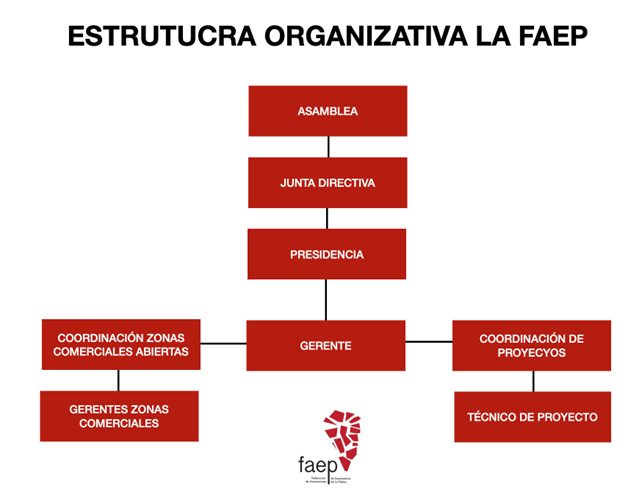 ESTRUTUCRA ORGANIZATIVA LA FAEP
ASAMBLEA
JUNTA DIRECTIVA
PRESIDENCIA
COORDINACIÓN ZONAS
COMERCIALES ABIERTAS
GERENTE
COORDINACIÓN DE
PROYECYOS
GERENTES ZONAS
COMERCIALES
TÉCNICO DE PROYECTO
faep